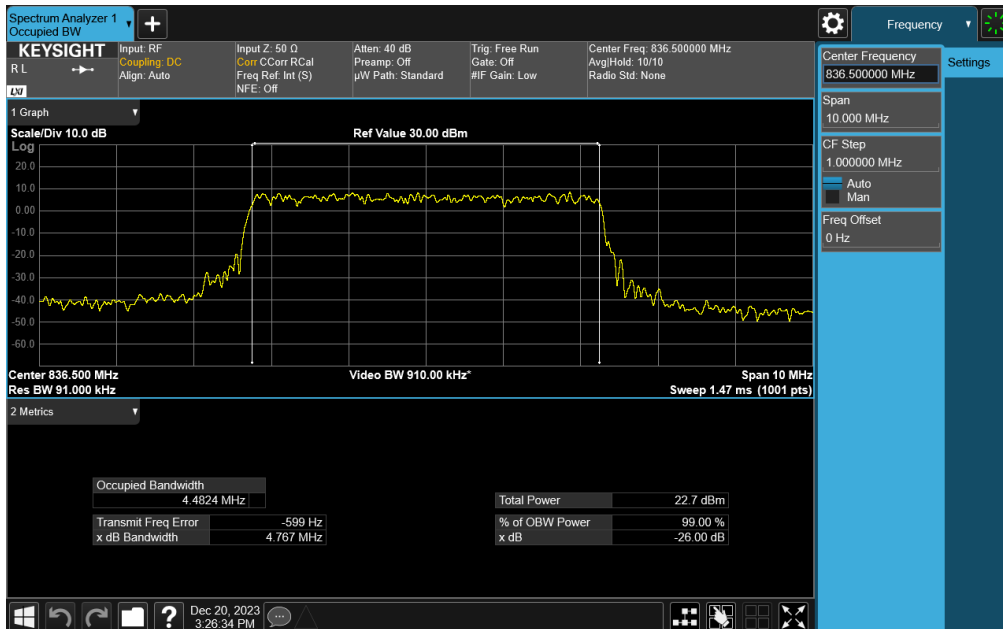 Spectrum Analyzer 1
Occupied BW
Frequency
KEYSIGHT
R L
LXI
Input: RF
Coupling: DC
Align: Auto
Input Z: 50 Ω
Corr CCorr RCal
Freq Ref: Int (S)
NFE: Off
Atten: 40 dB
Preamp: Off
µW Path: Standard
Trig: Free Run
Gate: Off
#IF Gain: Low
Center Freq: 836.500000 MHz
Avg|Hold: 10/10
Radio Std: None
Center Frequency
836.500000 MHz
Settings
Span
10.000 MHz
CF Step
1.000000 MHz
Auto
Man
Freq Offset
0 Hz
1 Graph
Scale/Div 10.0 dB
Ref Value 30.00 dBm
Log
20.0
10.0
0.00
-10.0
-20.0
-30.0
-40.0
-50.0
-60.0
Center 836.500 MHz
Video BW 910.00 kHz*
Span 10 MHz
Res BW 91.000 kHz
Sweep 1.47 ms (1001 pts)
2 Metrics
Occupied Bandwidth
4.4824 MHz
Total Power 22.7 dBm
Transmit Freq Error -599 Hz
% of OBW Power 99.00 %
x dB Bandwidth 4.767 MHz
x dB -26.00 dB
?
Dec 20, 2023
3:26:34 PM